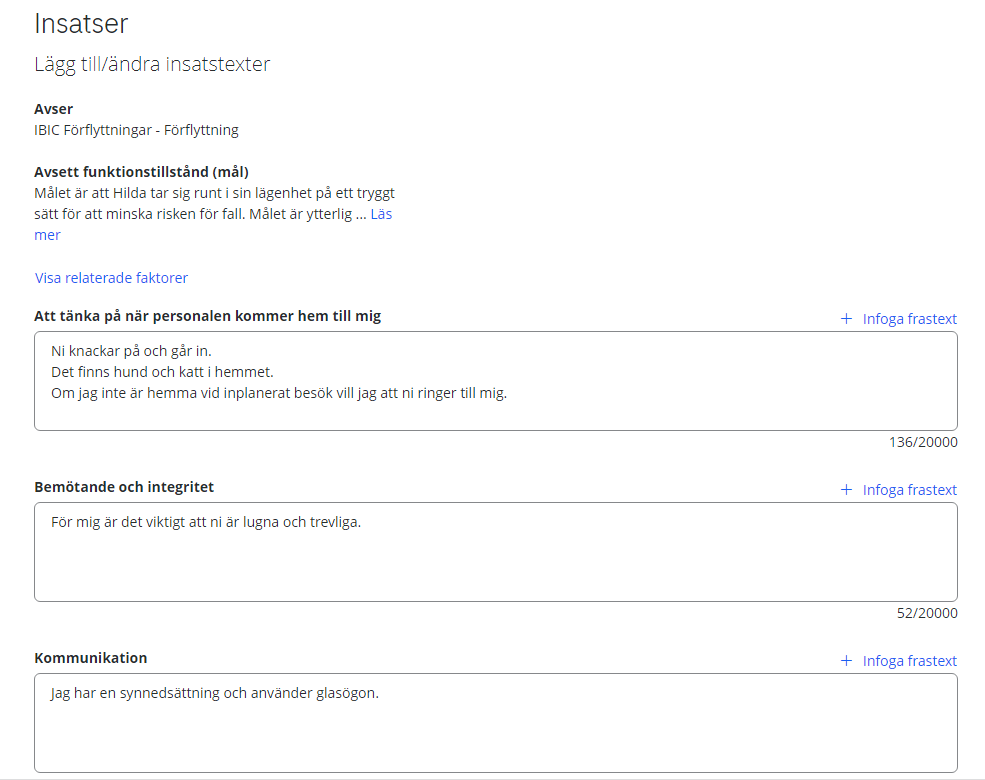 Insatser
Lägg till/ändra insatstexter
Avser
IBIC Förflyttningar - Förflyttning
Avsett funktionstillstånd (mål)
Målet är att Hilda tar sig runt i sin lägenhet på ett tryggt
sätt för att minska risken för fall. Målet är ytterlig ... Läs
mer
Visa relaterade faktorer
Att tänka på när personalen kommer hem till mig
+ Infoga frastext
Ni knackar på och går in.
Det finns hund och katt i hemmet.
Om jag inte är hemma vid inplanerat besök vill jag att ni ringer till mig.
136/20000
Bemötande och integritet
+ Infoga frastext
För mig är det viktigt att ni är lugna och trevliga.
52/20000
Kommunikation
+ Infoga frastext
Jag har en synnedsättning och använder glasögon.